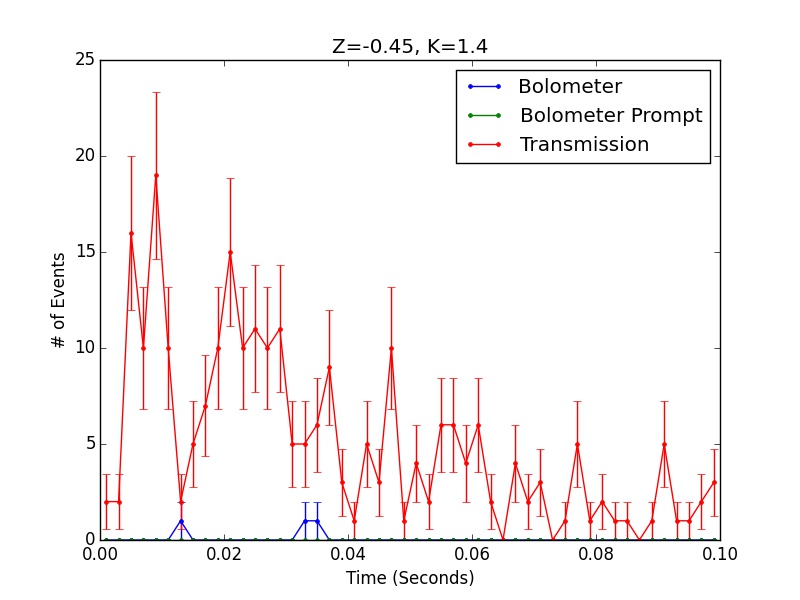 Z=-0.45, K=1.4
25
20
15
10
5
0
# of Events
Bolometer
Bolometer Prompt
Transmission
0.00 0.02 0.04 0.06 0.08 0.10
Time (Seconds)